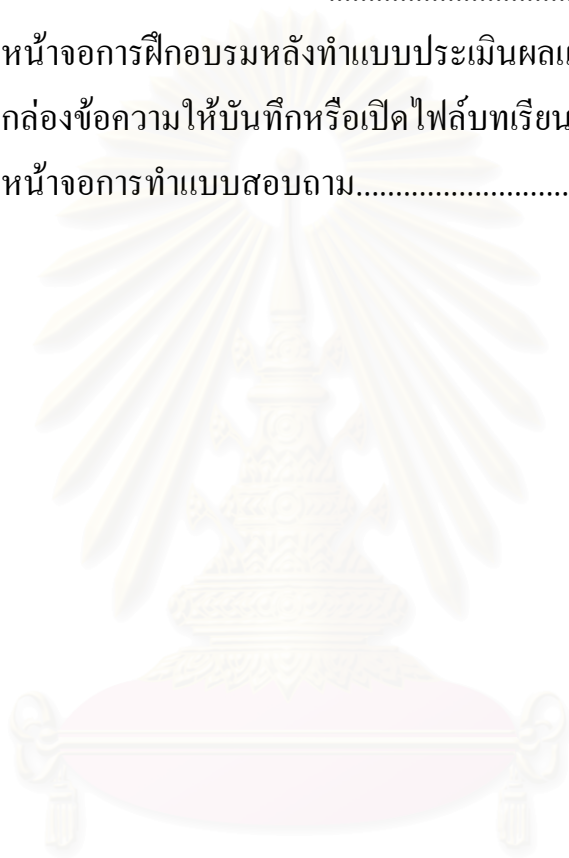 ............................
หน้าจอการฝึกอบรมหลังทำแบบประเมินผล
กล่องข้อความให้บันทึกหรือเปิดไฟล์บทเรียน
หน้าจอการทำแบบสอบถาม..........................